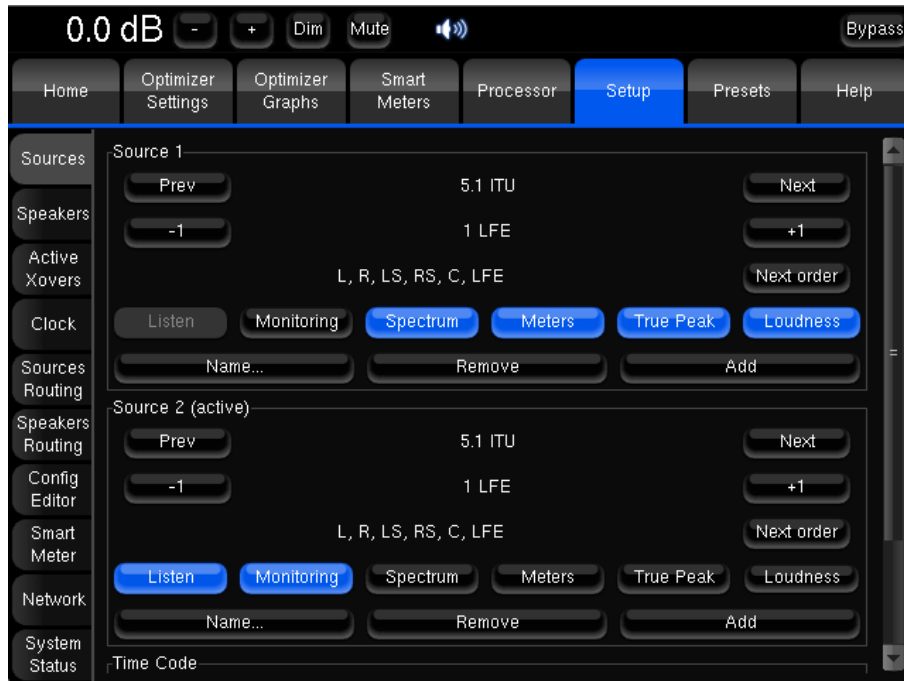 0.0 dB - + Dim Mute Bypass
Home Optimizer Settings Optimizer Graphs Smart Meters Processor Setup Presets Help
Sources
Speakers
Active
Xovers
Clock
Sources
Routing
Speakers
Routing
Config
Editor
Smart
Meter
Network
System
Status
Source 1
Prev 5.1 ITU Next
-1 1 LFE +1
L, R, LS, RS, C, LFE Next order
Listen Monitoring Spectrum Meters True Peak Loudness
Name... Remove Add
Source 2 (active)
Prev 5.1 ITU Next
-1 1 LFE +1
L, R, LS, RS, C, LFE Next order
Listen Monitoring Spectrum Meters True Peak Loudness
Name... Remove Add
Time Code